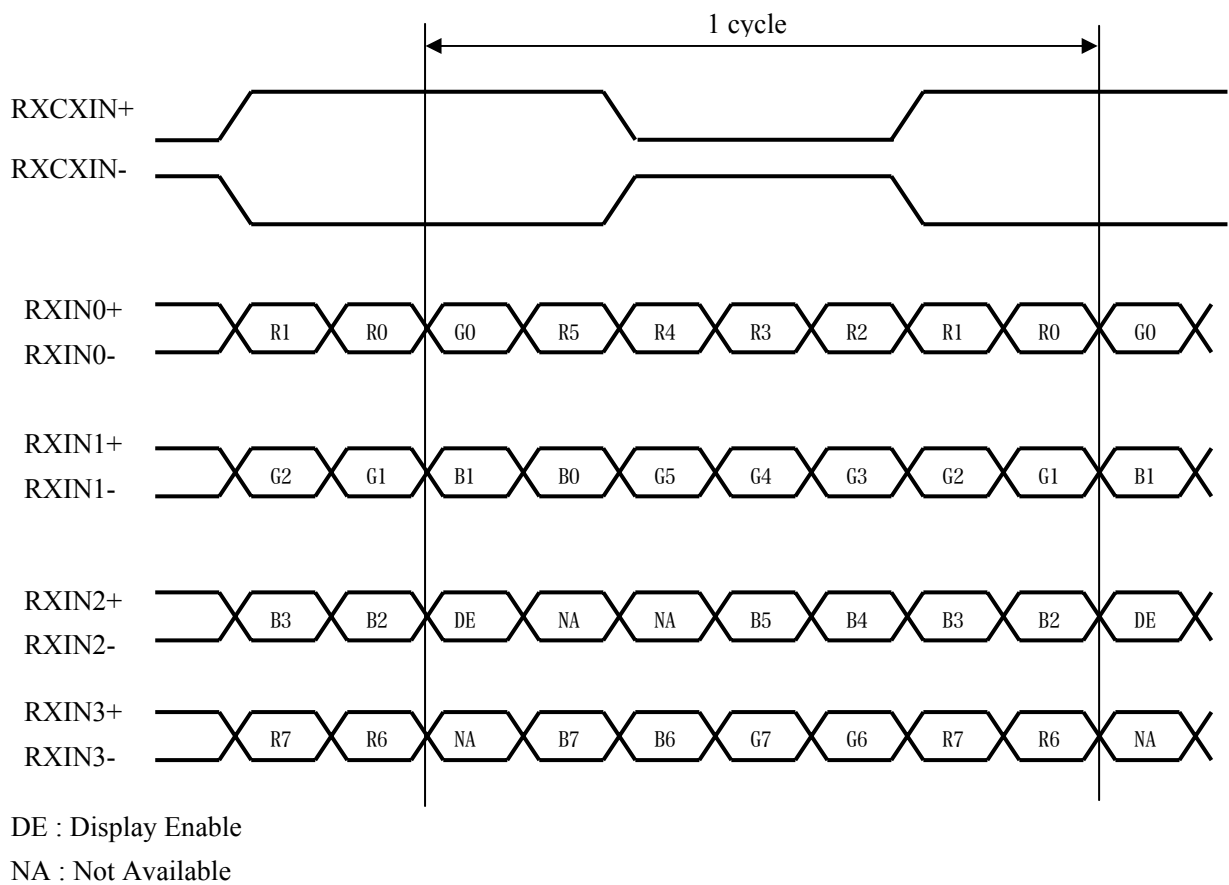 1 cycle
RXCXIN+
RXCXIN-
RXIN0+
R1 R0 G0 R5 R4 R3 R2 R1 R0 G0
RXIN0-
RXIN1+
G2 G1 B1 B0 G5 G4 G3 G2 G1 B1
RXIN1-
RXIN2+
B3 B2 DE NA NA B5 B4 B3 B2 DE
RXIN2-
RXIN3+
R7 R6 NA B7 B6 G7 G6 R7 R6 NA
RXIN3-
DE : Display Enable
NA : Not Available